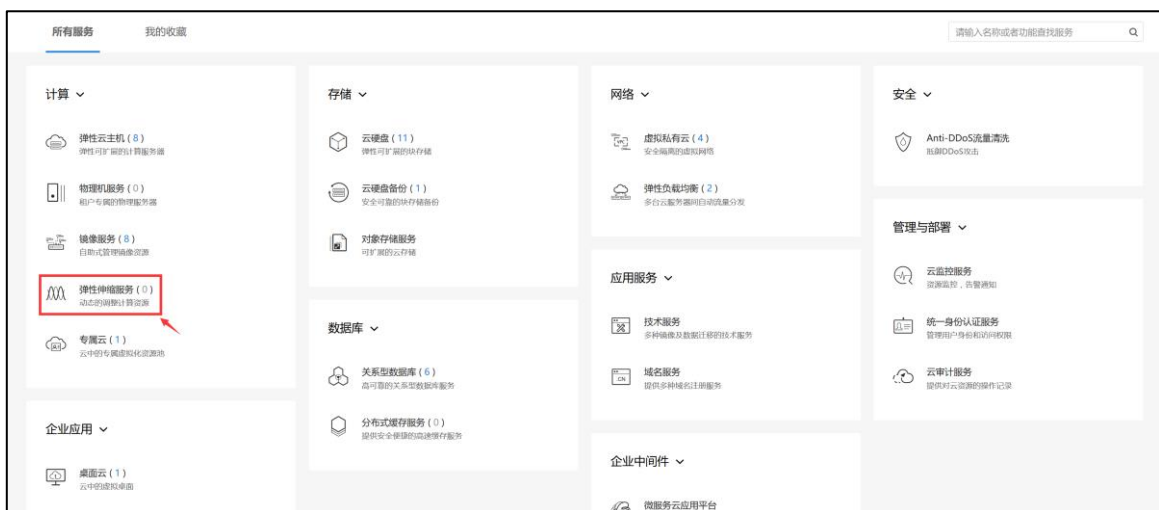 所有服务
我的收藏
请输入名称或者功能查找服务
计算
弹性云主机 ( 8 )
弹性可扩展的计算服务器
物理机服务 ( 0 )
租户专属的物理服务器
镜像服务 ( 8 )
自助式管理镜像资源
弹性伸缩服务 ( 0 )
动态的调整计算资源
专属云 ( 1 )
云中的专属虚拟化资源池
企业应用
桌面云 ( 1 )
云中的虚拟桌面
存储
云硬盘 ( 11 )
弹性可扩展的块存储
云硬盘备份 ( 1 )
安全可靠的块存储备份
对象存储服务
可扩展的云存储
数据库
关系型数据库 ( 6 )
高可靠的关系型数据库服务
分布式缓存服务 ( 0 )
提供安全便捷的高速缓存服务
网络
虚拟私有云 ( 4 )
安全隔离的虚拟网络
弹性负载均衡 ( 2 )
多台云服务器间自动流量分发
应用服务
技术服务
多种镜像及数据迁移的技术服务
.CN
域名服务
提供多种域名注册服务
企业中间件
微服务云应用平台
安全
Anti-DDoS流量清洗
抵御DDoS攻击
管理与部署
云监控服务
资源监控，告警通知
统一身份认证服务
管理用户身份和访问权限
云审计服务
提供对云资源的操作记录